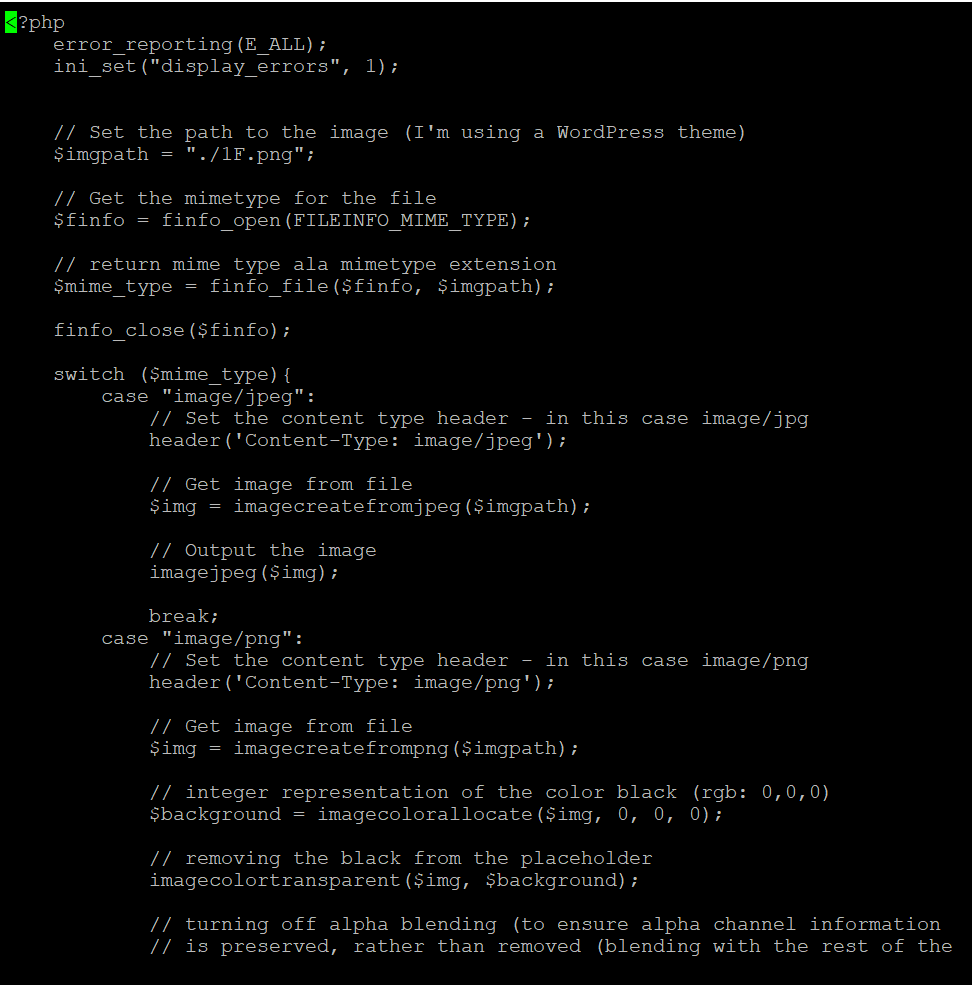 <?php
error_reporting(E_ALL);
ini_set("display_errors", 1);
// Set the path to the image (I'm using a WordPress theme)
$imgpath = "./1F.png";
// Get the mimetype for the file
$finfo = finfo_open(FILEINFO_MIME_TYPE);
// return mime type ala mimetype extension
$mime_type = finfo_file($finfo, $imgpath);
finfo_close($finfo);
switch ($mime_type){
case "image/jpeg":
// Set the content type header - in this case image/jpg
header('Content-Type: image/jpeg');
// Get image from file
$img = imagecreatefromjpeg($imgpath);
// Output the image
imagejpeg($img);
break;
case "image/png":
// Set the content type header - in this case image/png
header('Content-Type: image/png');
// Get image from file
$img = imagecreatefrompng($imgpath);
// integer representation of the color black (rgb: 0,0,0)
$background = imagecolorallocate($img, 0, 0, 0);
// removing the black from the placeholder
imagecolortransparent($img, $background);
// turning off alpha blending (to ensure alpha channel information
// is preserved, rather than removed (blending with the rest of the